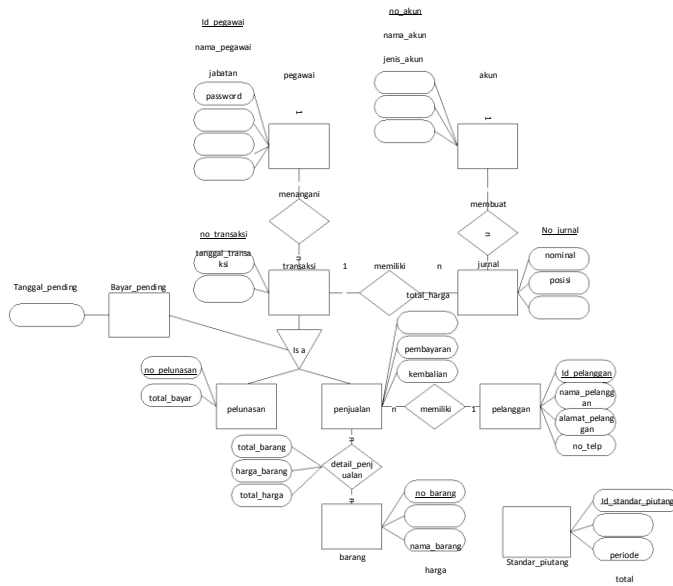 Id_pegawai
nama_pegawai
jabatan
password
pegawai
1
no_akun
nama_akun
jenis_akun
akun
1
menangani
n
membuat
n
no_transaksi
tanggal_transa
ksi
transaksi
1
memiliki
n
jurnal
No_jurnal
nominal
posisi
Tanggal_pending
Bayar_pending
Is a
total_harga
pembayaran
kembalian
no_pelunasan
total_bayar
pelunasan
penjualan
n
memiliki
1
pelanggan
Id_pelanggan
nama_pelangg
an
alamat_pelang
gan
no_telp
n
total_barang
harga_barang
total_harga
detail_penj
ualan
n
barang
no_barang
nama_barang
harga
Standar_piutang
Id_standar_piutang
periode
total